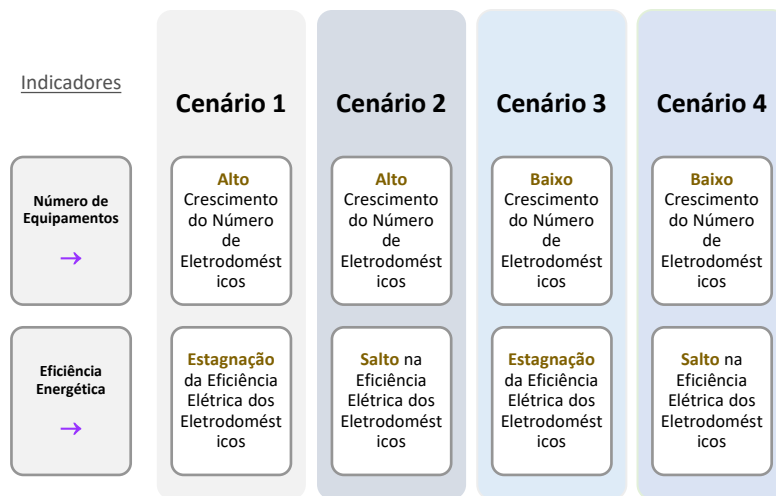 Indicadores
Cenário 1
Cenário 2
Cenário 3
Cenário 4
Número de
Equipamentos
→
Alto
Crescimento
do Número
de
Eletrodomést
icos
Alto
Crescimento
do Número
de
Eletrodomést
icos
Baixo
Crescimento
do Número
de
Eletrodomést
icos
Baixo
Crescimento
do Número
de
Eletrodomést
icos
Eficiência
Energética
→
Estagnação
da Eficiência
Elétrica dos
Eletrodomést
icos
Salto na
Eficiência
Elétrica dos
Eletrodomést
icos
Estagnação
da Eficiência
Elétrica dos
Eletrodomést
icos
Salto na
Eficiência
Elétrica dos
Eletrodomést
icos